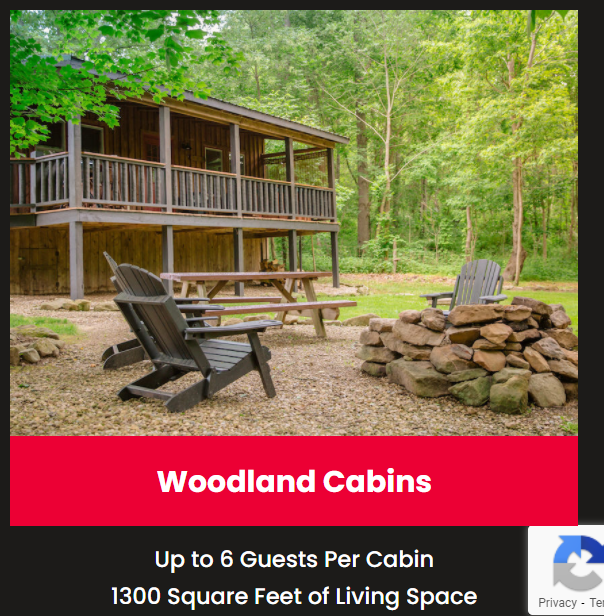 Woodland Cabins
Up to 6 Guests Per Cabin
1300 Square Feet of Living Space
Privacy -